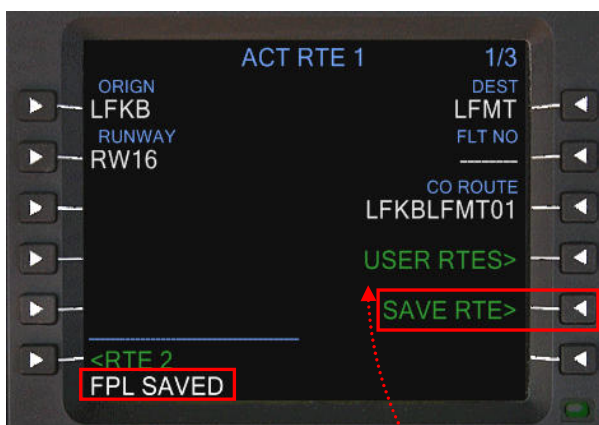 ACT RTE 1 1/3
ORIGN DEST
LFKB LFMT
RUNWAY FLT NO
RW16 ------
CO ROUTE
LFKBLFMT01
USER RTES>
SAVE RTE>
<RTE 2
FPL SAVED